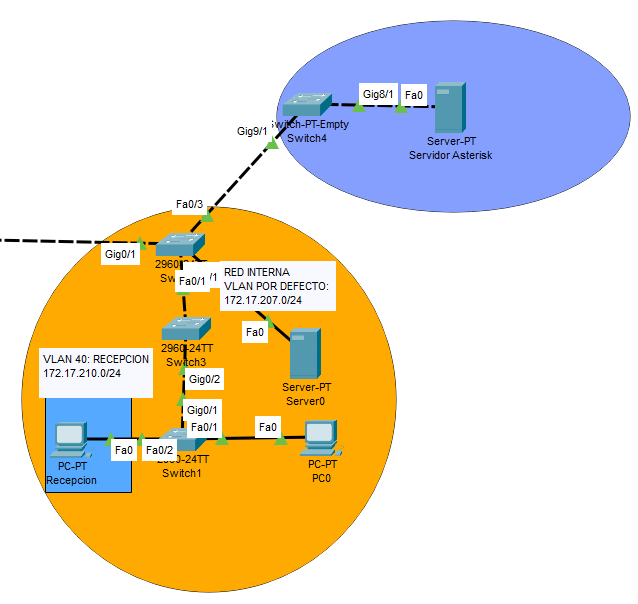 Gig8/1
Fa0
Switch-PT-Empty
Switch4
Server-PT
Servidor Asterisk
Gig9/1
Fa0/3
Gig0/1
Fa0/1
/1
RED INTERNA
VLAN POR DEFECTO:
172.17.207.0/24
Fa0
2960-24TT
Switch3
Server-PT
Server0
VLAN 40: RECEPCION
172.17.210.0/24
Gig0/2
Gig0/1
Fa0/1
Fa0
PC-PT
Recepcion
Fa0
Fa0/2
24TT
Switch1
PC-PT
PC0